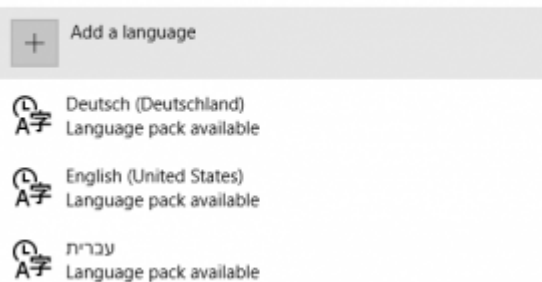 Add a language
Deutsch (Deutschland)
Language pack available
English (United States)
Language pack available
עברית
Language pack available